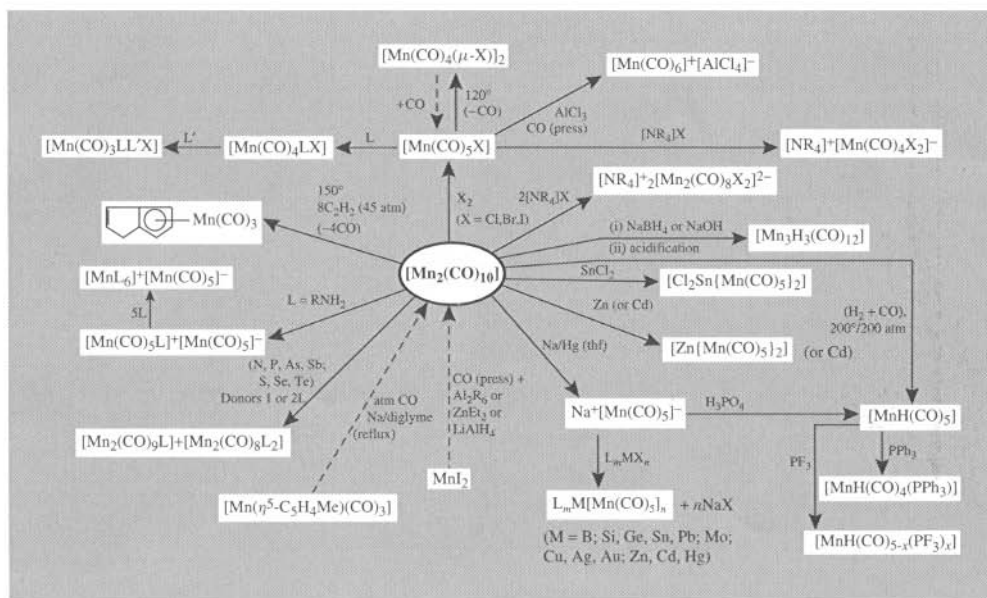 [Mn(CO)₄(μ-X)]₂
[Mn(CO)₆]⁺[AlCl₄]⁻
+CO
120°
(−CO)
AlCl₃
CO (press)
[NR₄]X
[Mn(CO)₃LL′X]
L′
[Mn(CO)₄LX]
L
[Mn(CO)₅X]
[NR₄]⁺[Mn(CO)₄X₂]⁻
[NR₄]⁺₂[Mn₂(CO)₈X₂]²⁻
150°
8C₂H₂ (45 atm)
(−4CO)
X₂
(X = Cl,Br,I)
2[NR₄]X
Mn(CO)₃
(i) NaBH₄ or NaOH
(ii) acidification
[Mn₃H₃(CO)₁₂]
[Mn₂(CO)₁₀]
SnCl₂
[Cl₂Sn{Mn(CO)₅}₂]
[MnL₆]⁺[Mn(CO)₅]⁻
L = RNH₂
5L
Zn (or Cd)
(H₂ + CO),
200°/200 atm
[Mn(CO)₅L]⁺[Mn(CO)₅]⁻
Na/Hg (thf)
[Zn{Mn(CO)₅}₂]
(or Cd)
(N, P, As, Sb;
S, Se, Te)
Donors 1 or 2L
atm CO
Na/diglyme
(reflux)
CO (press) +
Al₂R₆ or
ZnEt₂ or
LiAlH₄
Na⁺[Mn(CO)₅]⁻
H₃PO₄
[MnH(CO)₅]
[Mn₂(CO)₉L]+[Mn₂(CO)₈L₂]
LₘMXₙ
PF₃
PPh₃
MnI₂
[Mn(η⁵-C₅H₄Me)(CO)₃]
LₘM[Mn(CO)₅]ₙ + nNaX
[MnH(CO)₄(PPh₃)]
(M = B; Si, Ge, Sn, Pb; Mo;
Cu, Ag, Au; Zn, Cd, Hg)
[MnH(CO)₅₋ₓ(PF₃)ₓ]